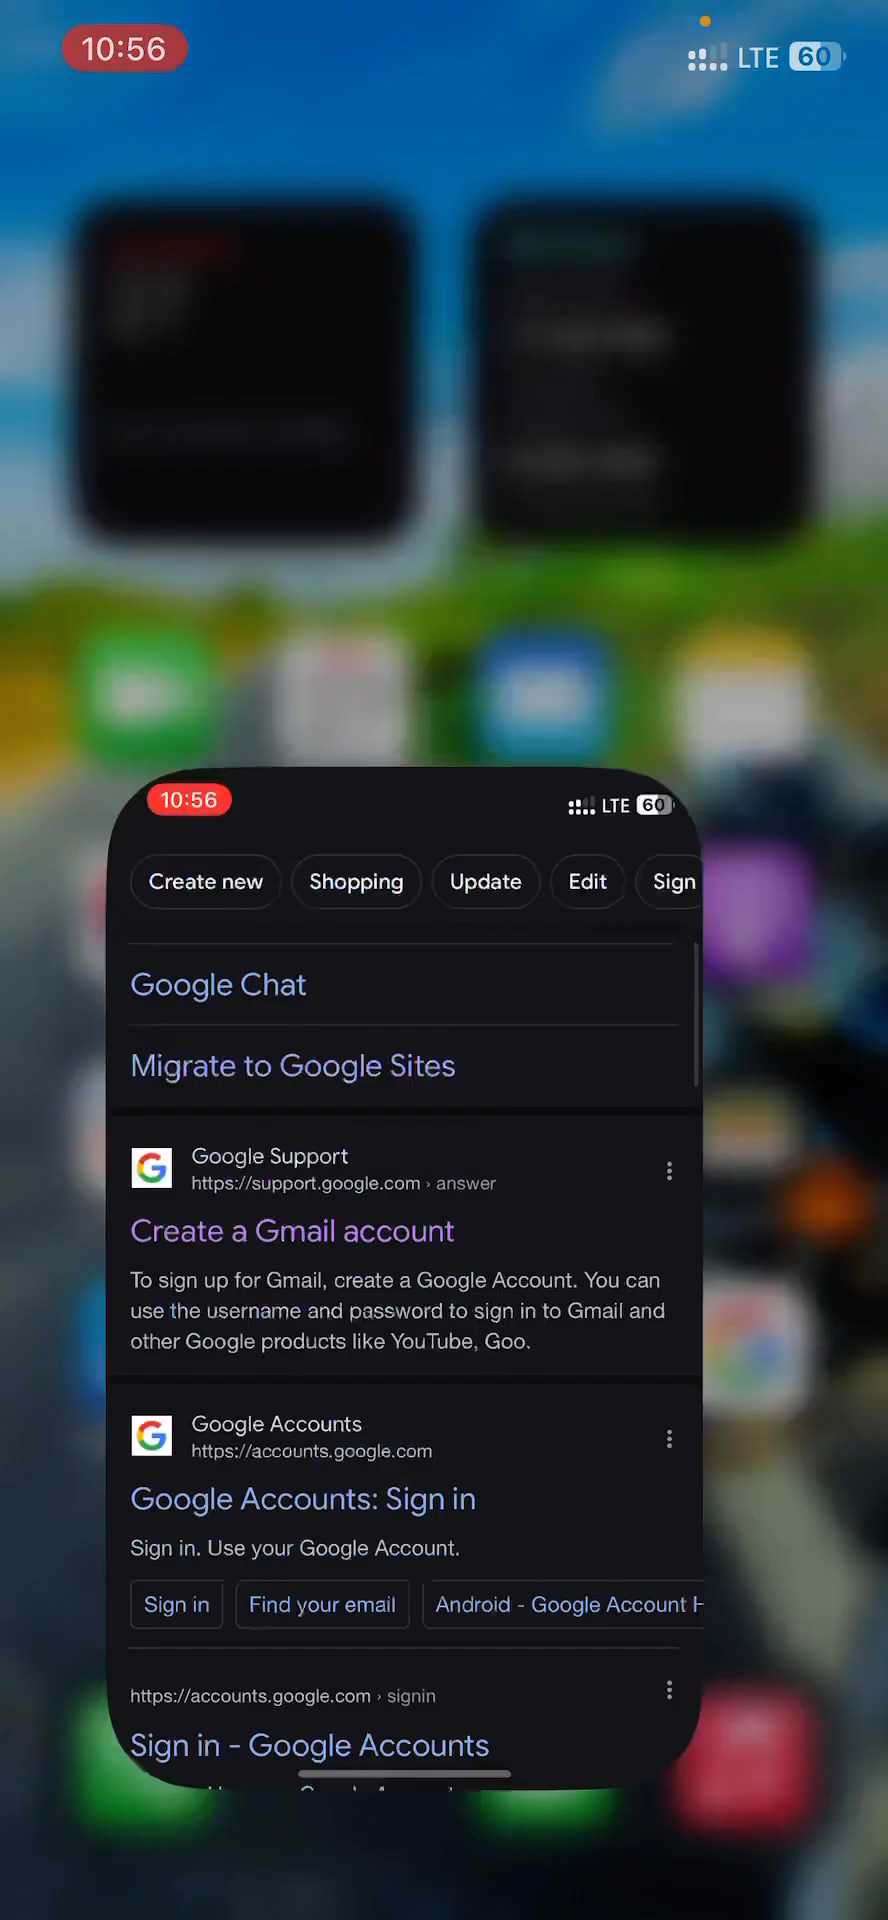 10:56
LTE 60
10:56
LTE 60
Create new
Shopping
Update
Edit
Sign
Google Chat
Migrate to Google Sites
Google Support
https://support.google.com › answer
Create a Gmail account
To sign up for Gmail, create a Google Account. You can
use the username and password to sign in to Gmail and
other Google products like YouTube, Goo.
Google Accounts
https://accounts.google.com
Google Accounts: Sign in
Sign in. Use your Google Account.
Sign in
Find your email
Android - Google Account
https://accounts.google.com › signin
Sign in - Google Accounts